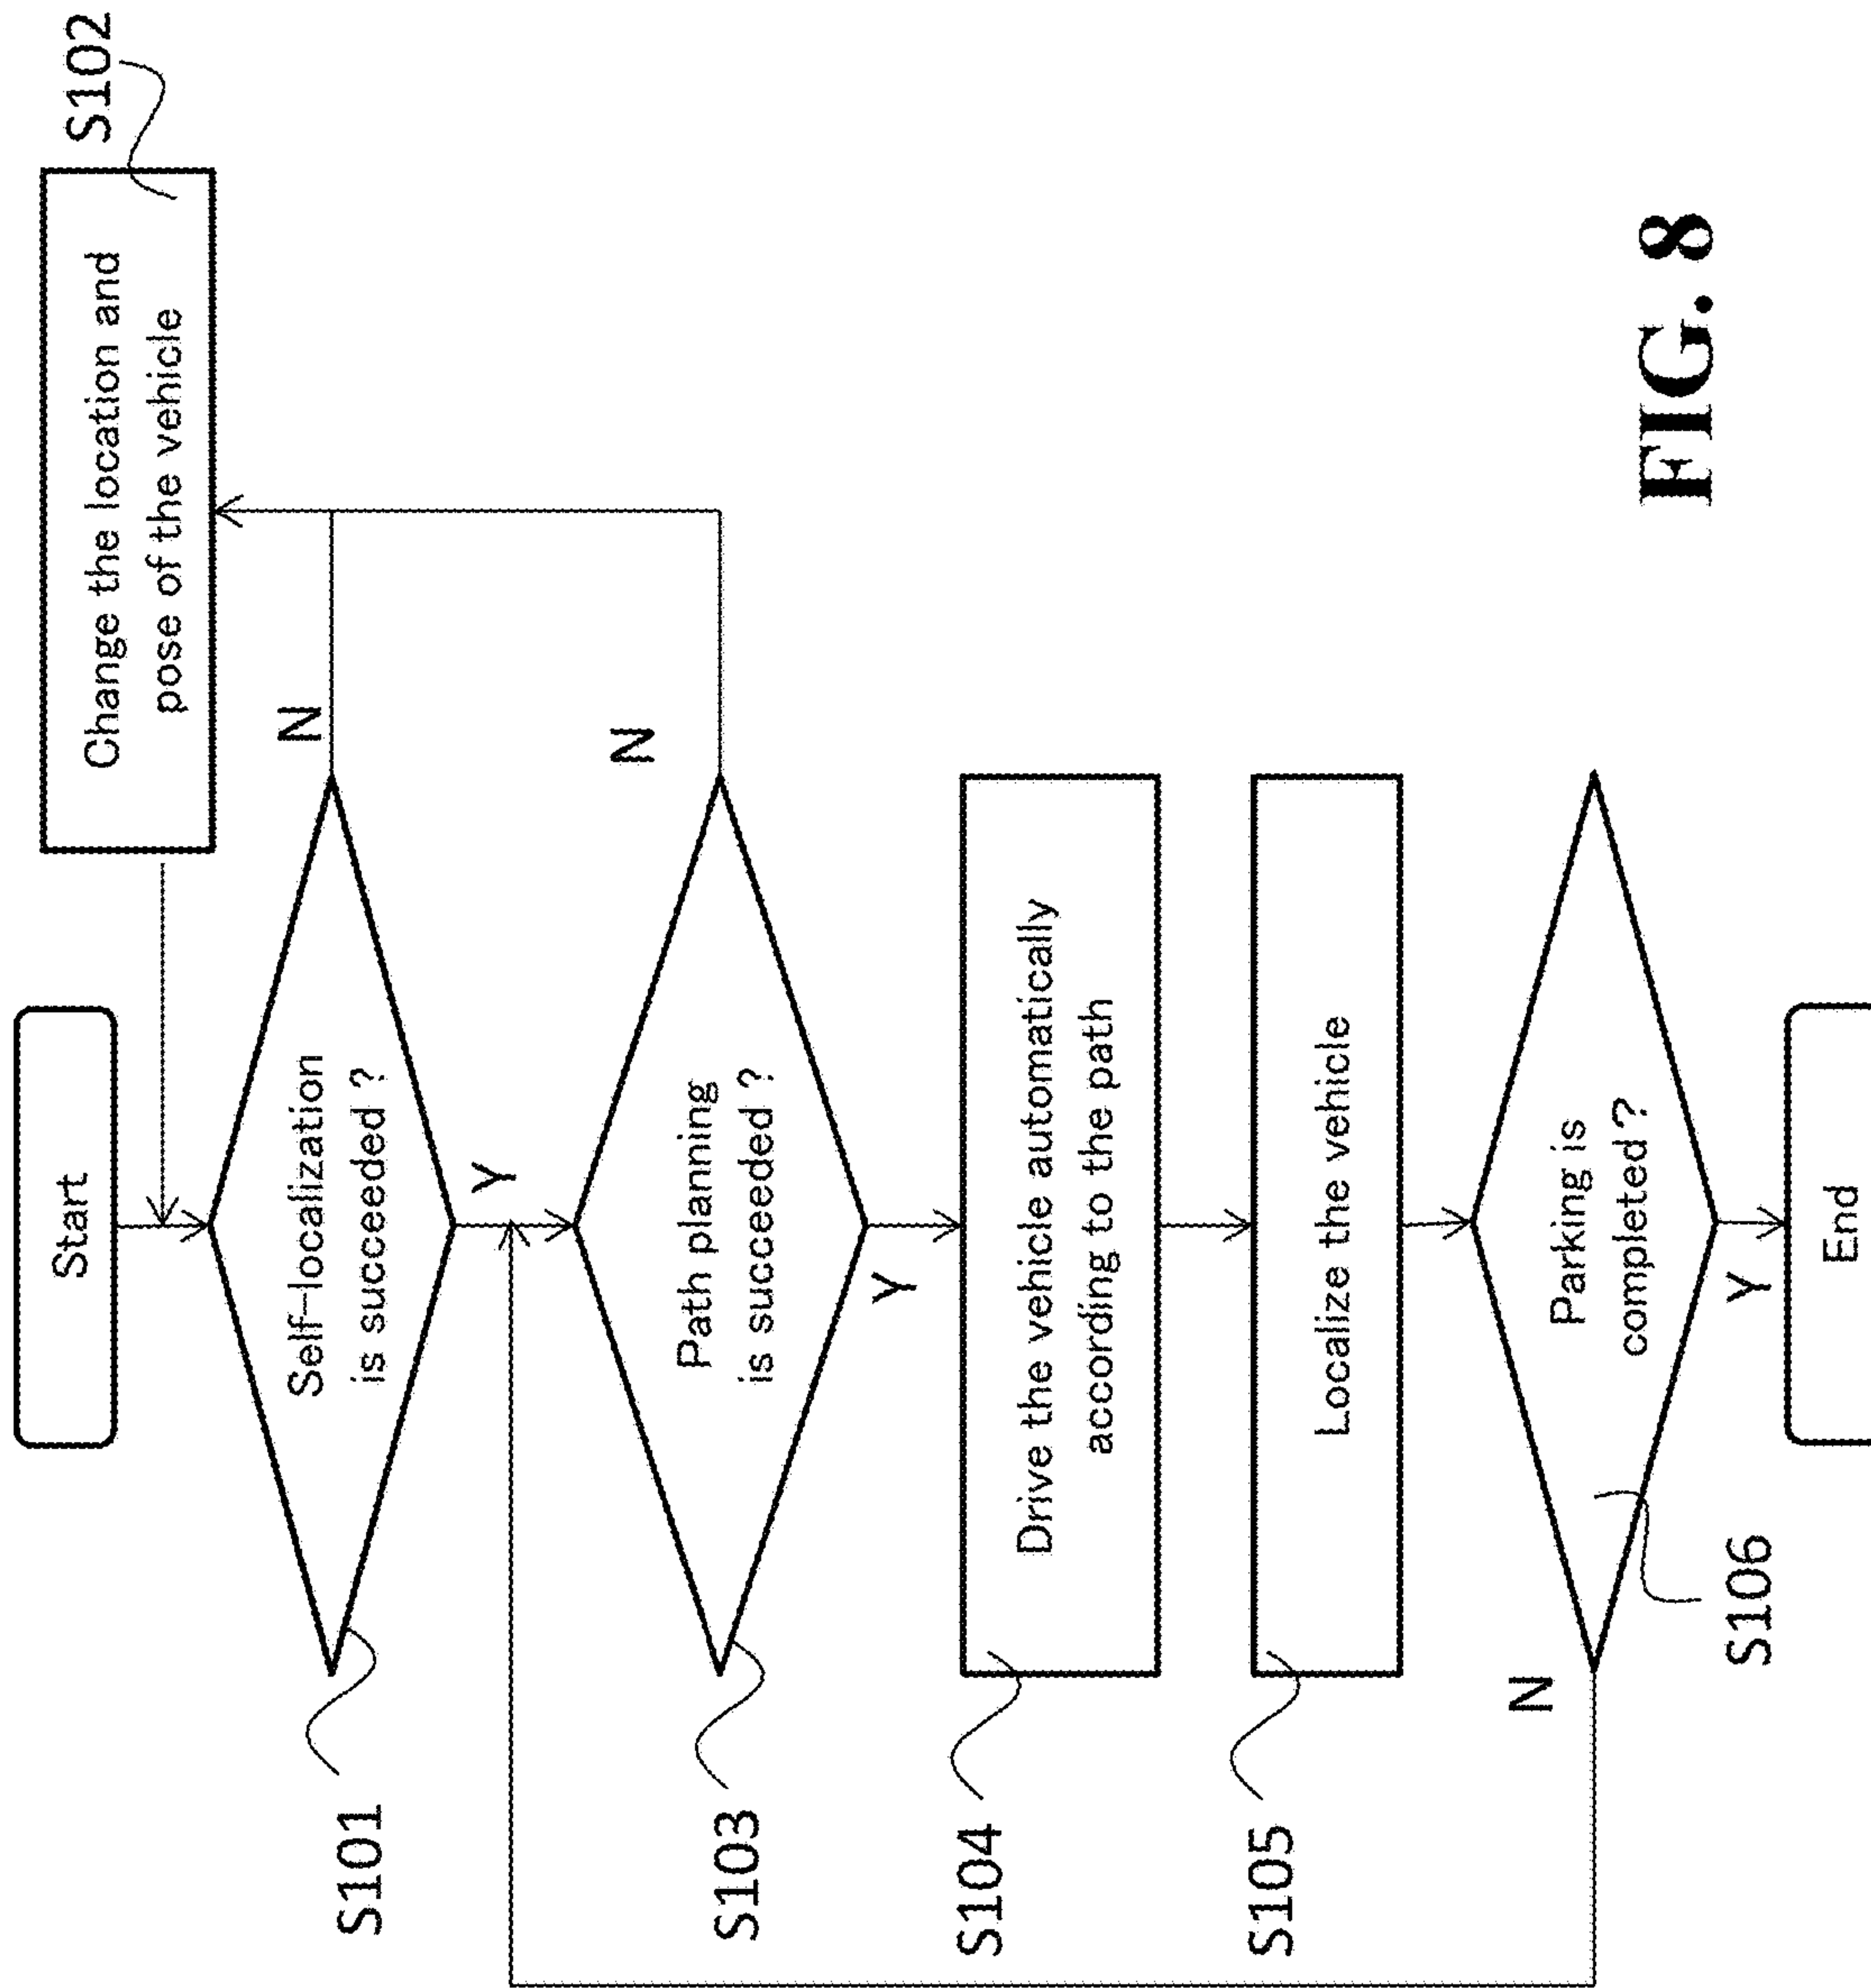 Start
S102
Change the location and
pose of the vehicle
S101
Self-localization
is succeeded ?
N
Y
S103
Path planning
is succeeded ?
N
Y
S104
Drive the vehicle automatically
according to the path
S105
Localize the vehicle
N
Parking is
completed ?
S106
Y
End
FIG. 8